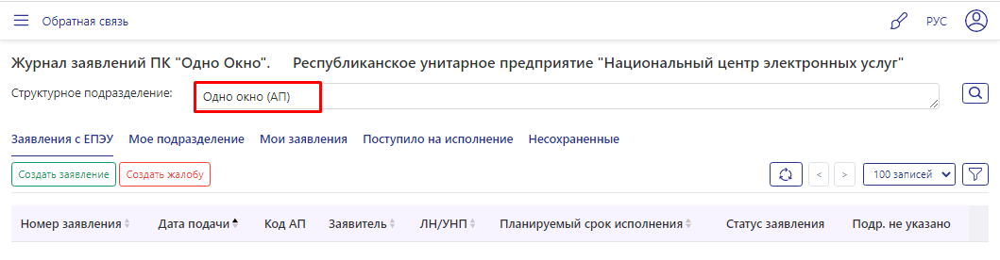 Обратная связь РУС
Журнал заявлений ПК "Одно Окно". Республиканское унитарное предприятие "Национальный центр электронных услуг"
Структурное подразделение: Одно окно (АП)
Заявления с ЕПЭУ Мое подразделение Мои заявления Поступило на исполнение Несохраненные
Создать заявление Создать жалобу < > 100 записей
Номер заявления Дата подачи Код АП Заявитель ЛН/УНП Планируемый срок исполнения Статус заявления Подр. не указано